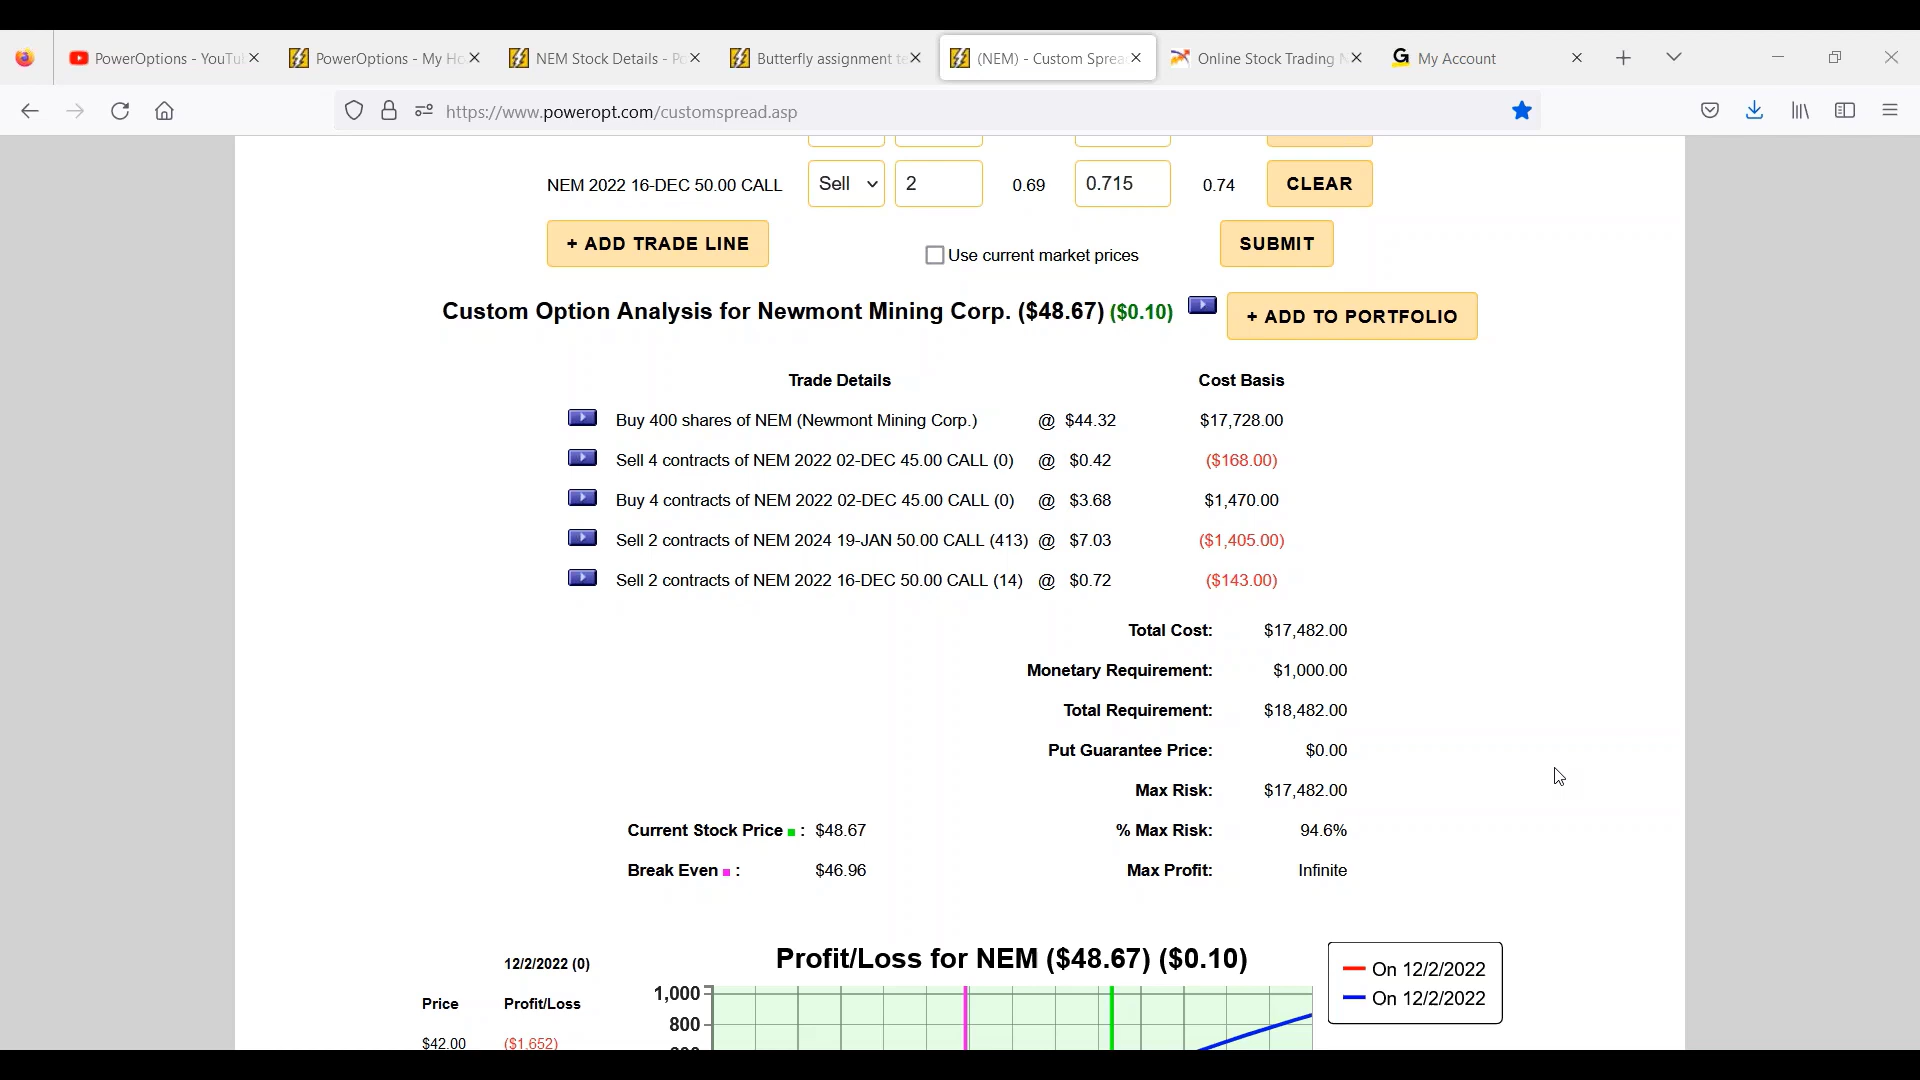 PowerOptions - YouTu
PowerOptions - My Ho
NEM Stock Details - Po
Butterfly assignment te
(NEM) - Custom Sprea
Online Stock Trading
My Account
https://www.poweropt.com/customspread.asp
NEM 2022 16-DEC 50.00 CALL Sell 2 0.69 0.715 0.74 CLEAR
+ ADD TRADE LINE Use current market prices SUBMIT
Custom Option Analysis for Newmont Mining Corp. ($48.67) ($0.10) + ADD TO PORTFOLIO
Trade Details Cost Basis
Buy 400 shares of NEM (Newmont Mining Corp.) @ $44.32 $17,728.00
Sell 4 contracts of NEM 2022 02-DEC 45.00 CALL (0) @ $0.42 ($168.00)
Buy 4 contracts of NEM 2022 02-DEC 45.00 CALL (0) @ $3.68 $1,470.00
Sell 2 contracts of NEM 2024 19-JAN 50.00 CALL (413) @ $7.03 ($1,405.00)
Sell 2 contracts of NEM 2022 16-DEC 50.00 CALL (14) @ $0.72 ($143.00)
Total Cost: $17,482.00
Monetary Requirement: $1,000.00
Total Requirement: $18,482.00
Put Guarantee Price: $0.00
Max Risk: $17,482.00
Current Stock Price : $48.67 % Max Risk: 94.6%
Break Even : $46.96 Max Profit: Infinite
12/2/2022 (0)
Profit/Loss for NEM ($48.67) ($0.10)
On 12/2/2022
On 12/2/2022
Price Profit/Loss
1,000
800
$42.00 ($1,652)